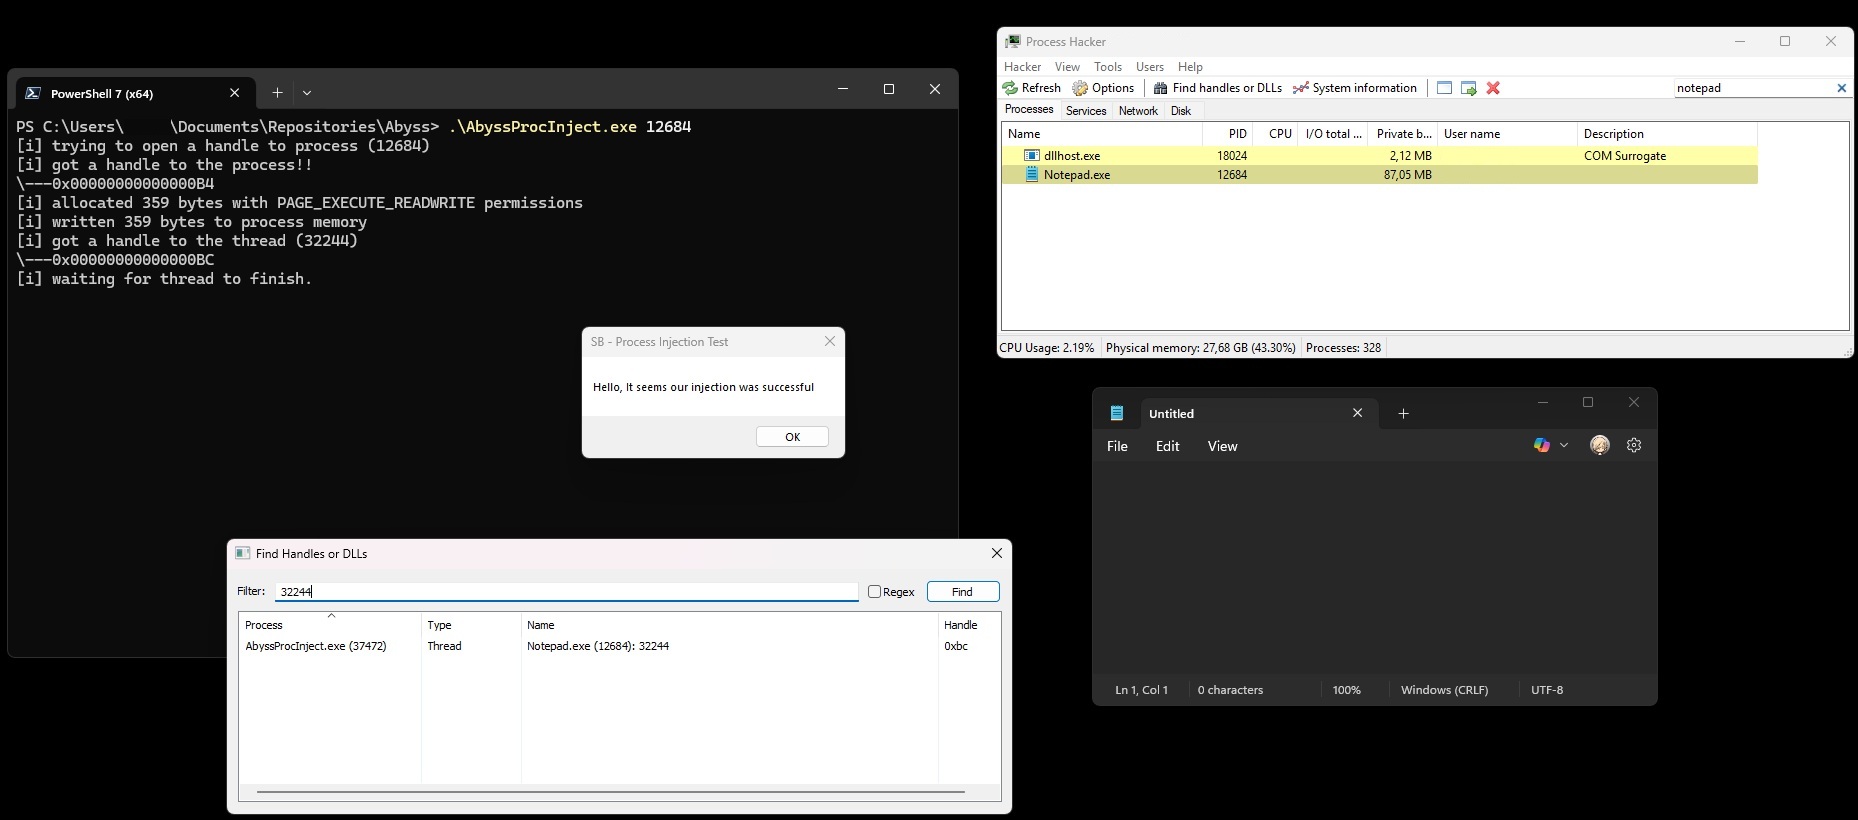 PowerShell 7 (x64)
PS C:\Users\ \Documents\Repositories\Abyss> .\AbyssProcInject.exe 12684
[i] trying to open a handle to process (12684)
[i] got a handle to the process!!
\---0x00000000000000B4
[i] allocated 359 bytes with PAGE_EXECUTE_READWRITE permissions
[i] written 359 bytes to process memory
[i] got a handle to the thread (32244)
\---0x00000000000000BC
[i] waiting for thread to finish.
SB - Process Injection Test
Hello, It seems our injection was successful
OK
Find Handles or DLLs
Filter: 32244 Regex Find
Process Type Name Handle
AbyssProcInject.exe (37472) Thread Notepad.exe (12684): 32244 0xbc
Process Hacker
Hacker View Tools Users Help
Refresh Options Find handles or DLLs System information notepad
Processes Services Network Disk
Name PID CPU I/O total ... Private b... User name Description
dllhost.exe 18024 2,12 MB COM Surrogate
Notepad.exe 12684 87,05 MB
CPU Usage: 2.19% Physical memory: 27,68 GB (43.30%) Processes: 328
Untitled
File Edit View
Ln 1, Col 1 0 characters 100% Windows (CRLF) UTF-8